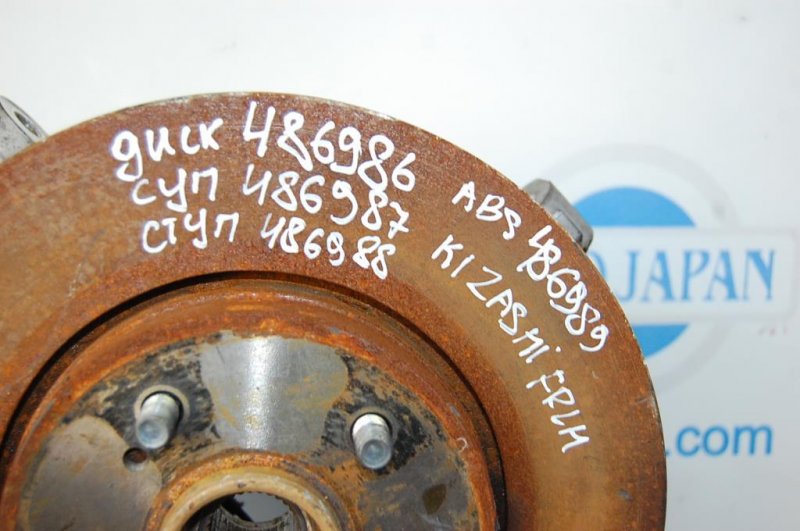 диск 486986
СУП 486987
СТУП 486988
ABS 486989
KIZASHI FRLH
JAPAN
.com